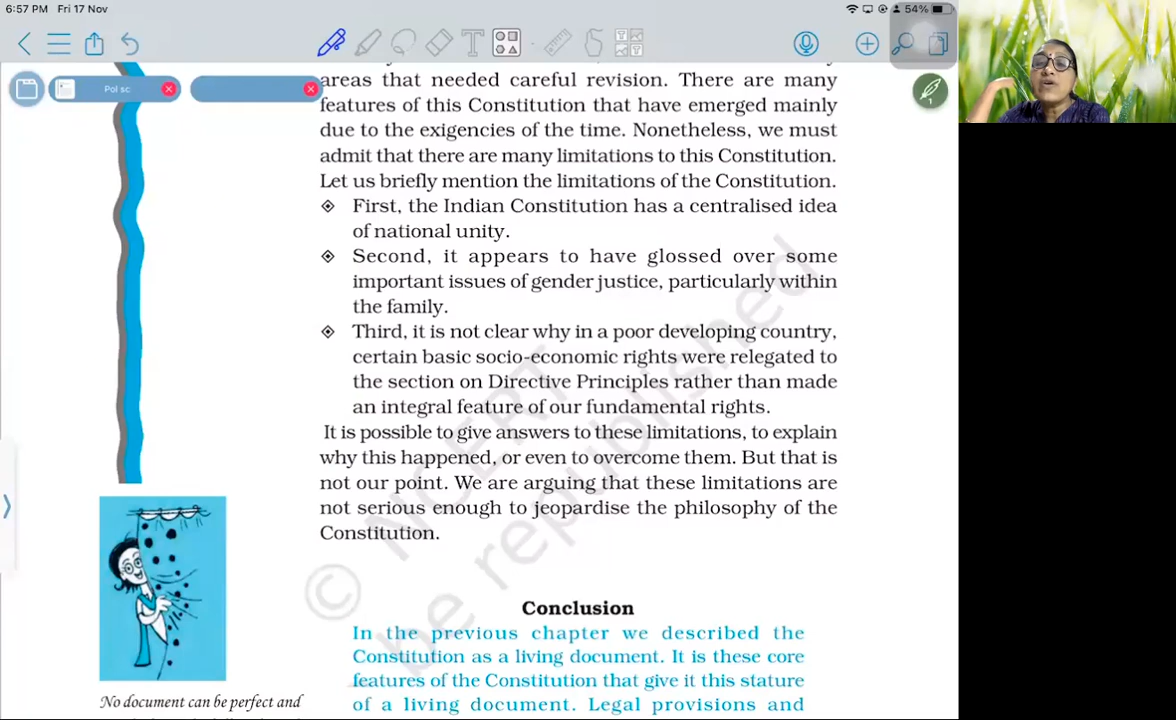 6:57 PM Fri 17 Nov
54%
Pol sc
areas that needed careful revision. There are many
features of this Constitution that have emerged mainly
due to the exigencies of the time. Nonetheless, we must
admit that there are many limitations to this Constitution.
Let us briefly mention the limitations of the Constitution.
First, the Indian Constitution has a centralised idea
of national unity.
Second, it appears to have glossed over some
important issues of gender justice, particularly within
the family.
Third, it is not clear why in a poor developing country,
certain basic socio-economic rights were relegated to
the section on Directive Principles rather than made
an integral feature of our fundamental rights.
It is possible to give answers to these limitations, to explain
why this happened, or even to overcome them. But that is
not our point. We are arguing that these limitations are
not serious enough to jeopardise the philosophy of the
Constitution.
© NCERT
be republished
Conclusion
In the previous chapter we described the
Constitution as a living document. It is these core
features of the Constitution that give it this stature
of a living document. Legal provisions and
No document can be perfect and
1